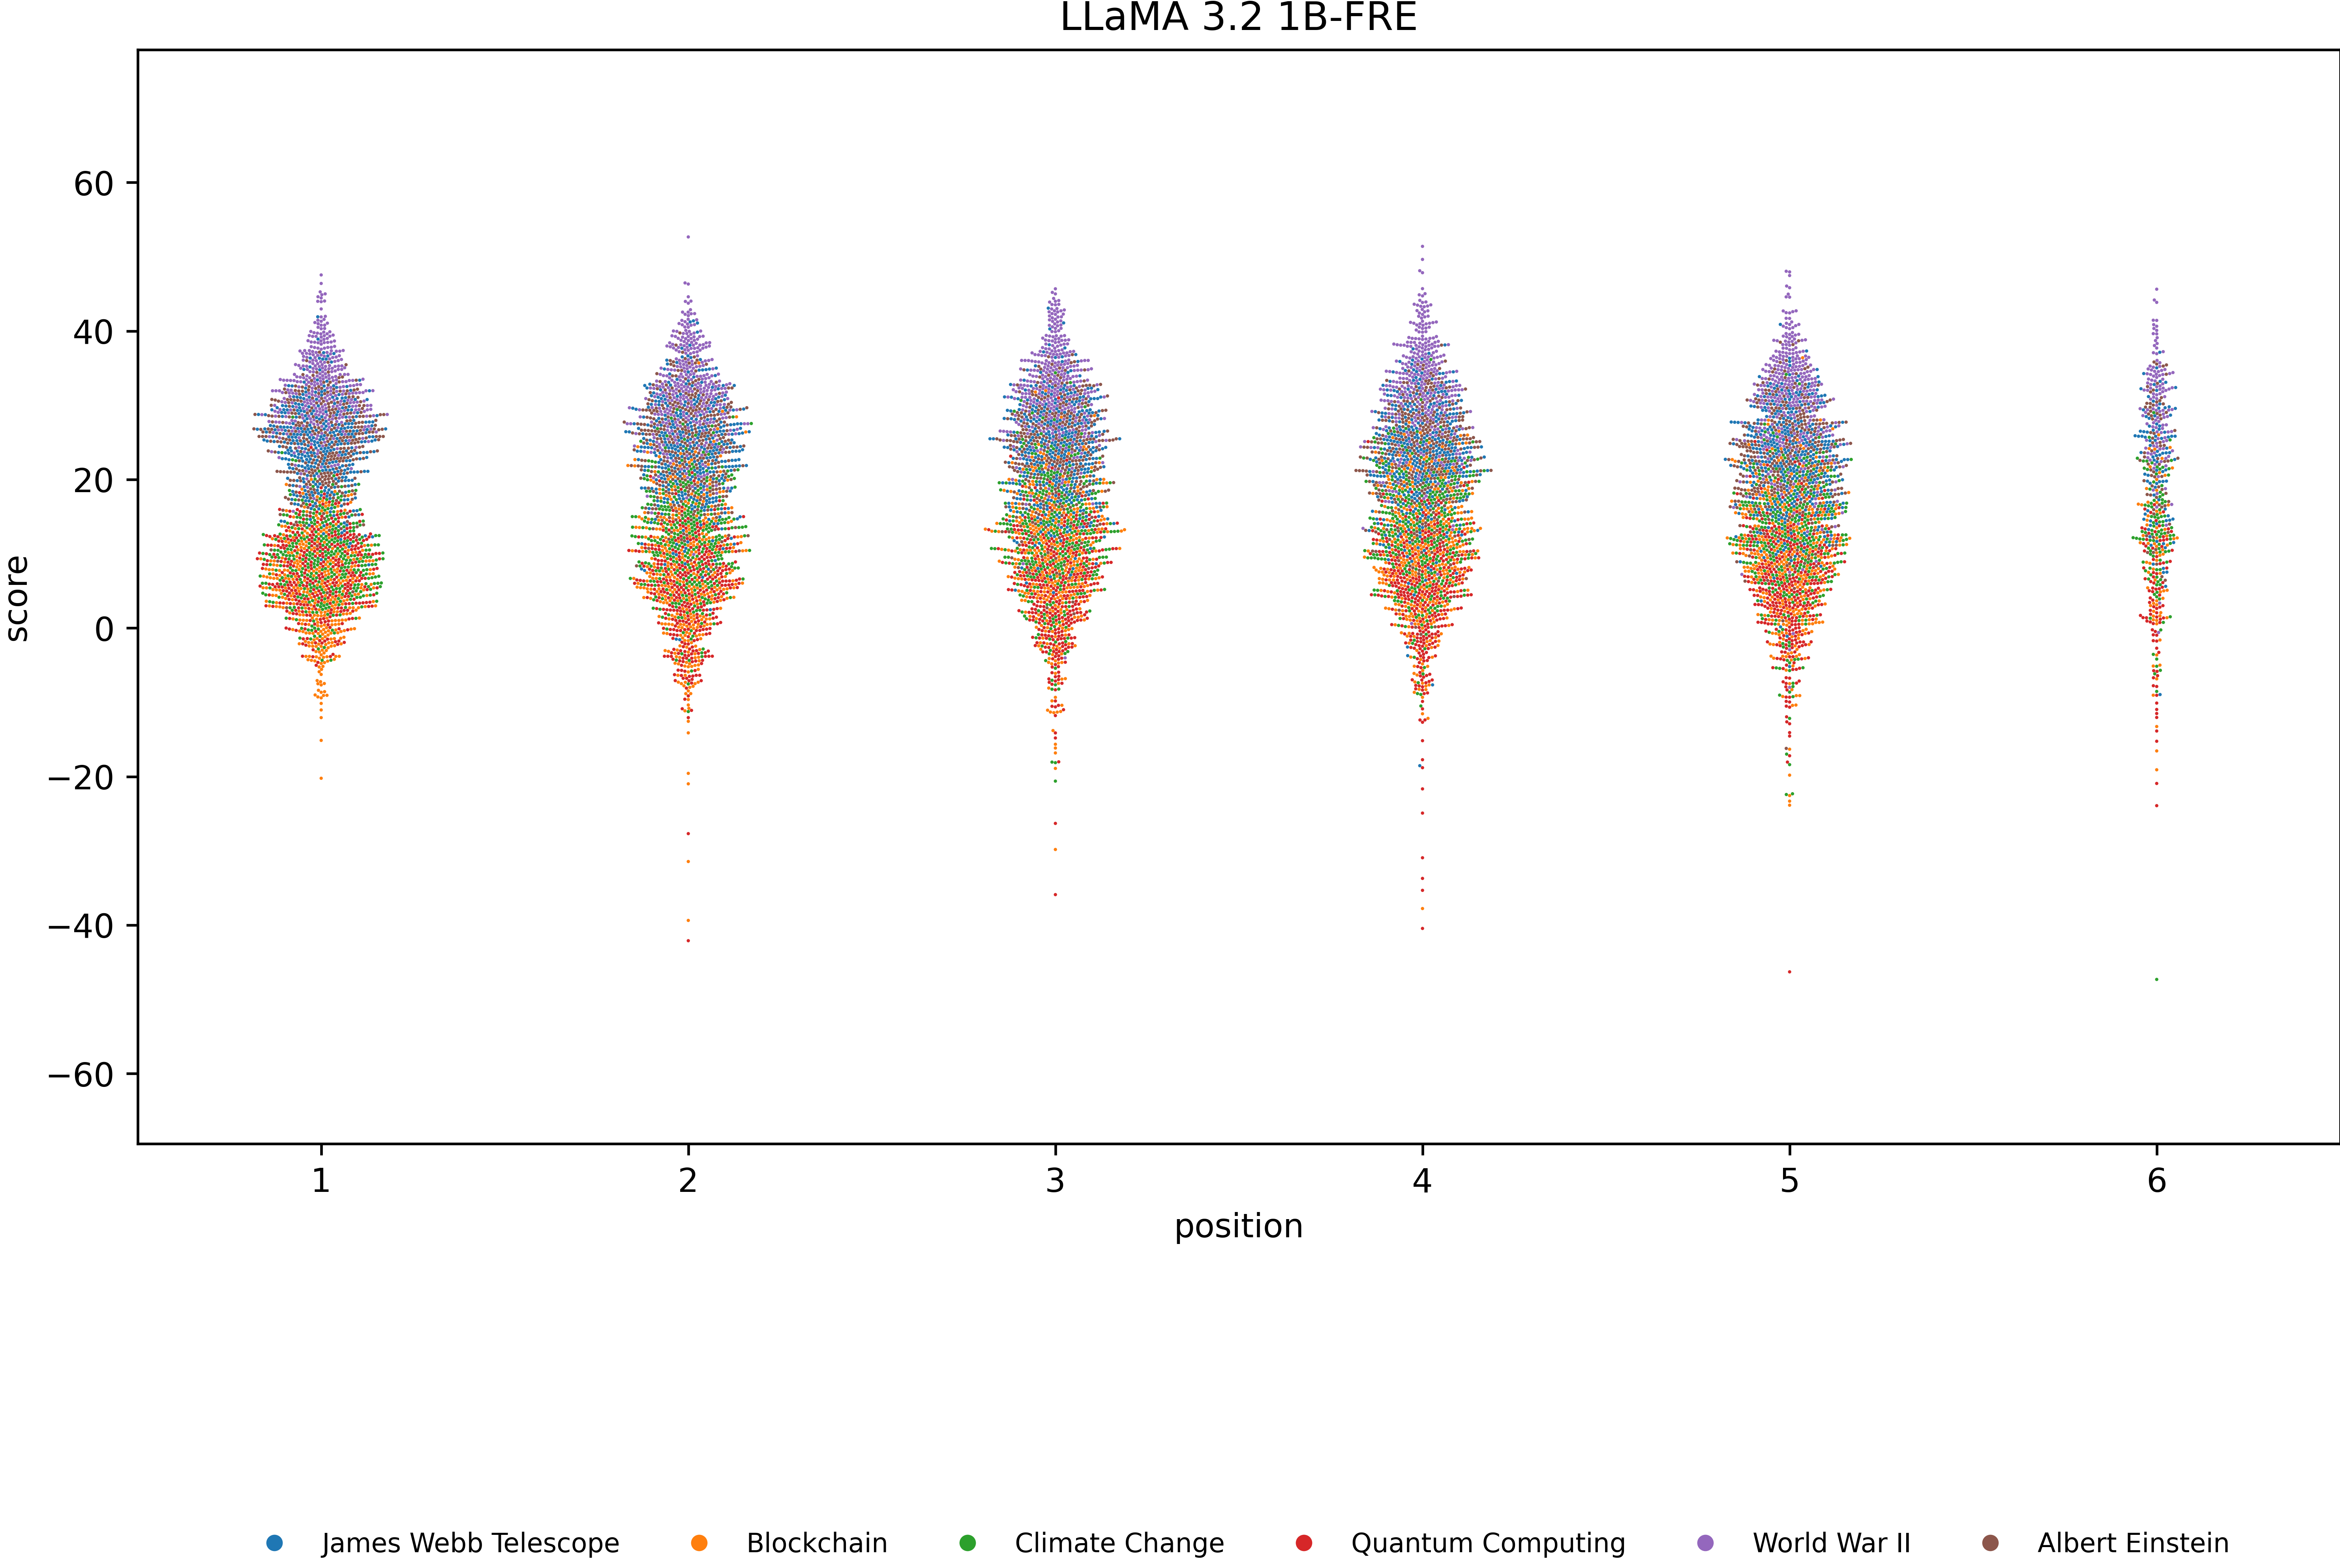 LLaMA 3.2 1B-FRE
60
40
20
0
−20
−40
−60
score
1 2 3 4 5 6
position
James Webb Telescope Blockchain Climate Change Quantum Computing World War II Albert Einstein